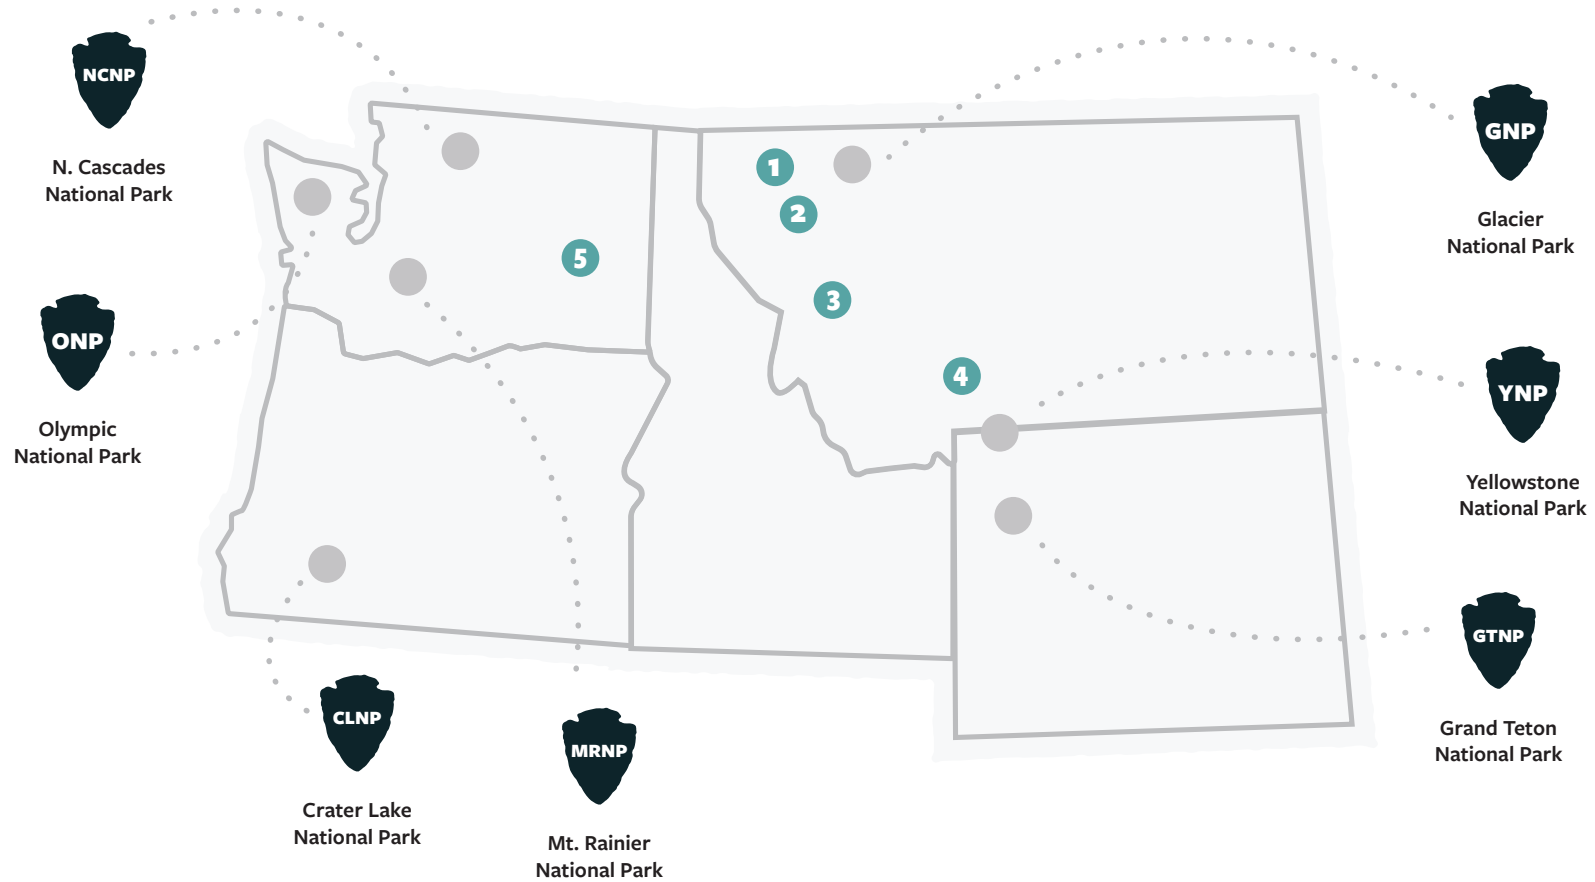 NCNP
N. Cascades
National Park
GNP
Glacier
National Park
1
2
5
3
4
ONP
Olympic
National Park
YNP
Yellowstone
National Park
GTNP
Grand Teton
National Park
CLNP
Crater Lake
National Park
MRNP
Mt. Rainier
National Park